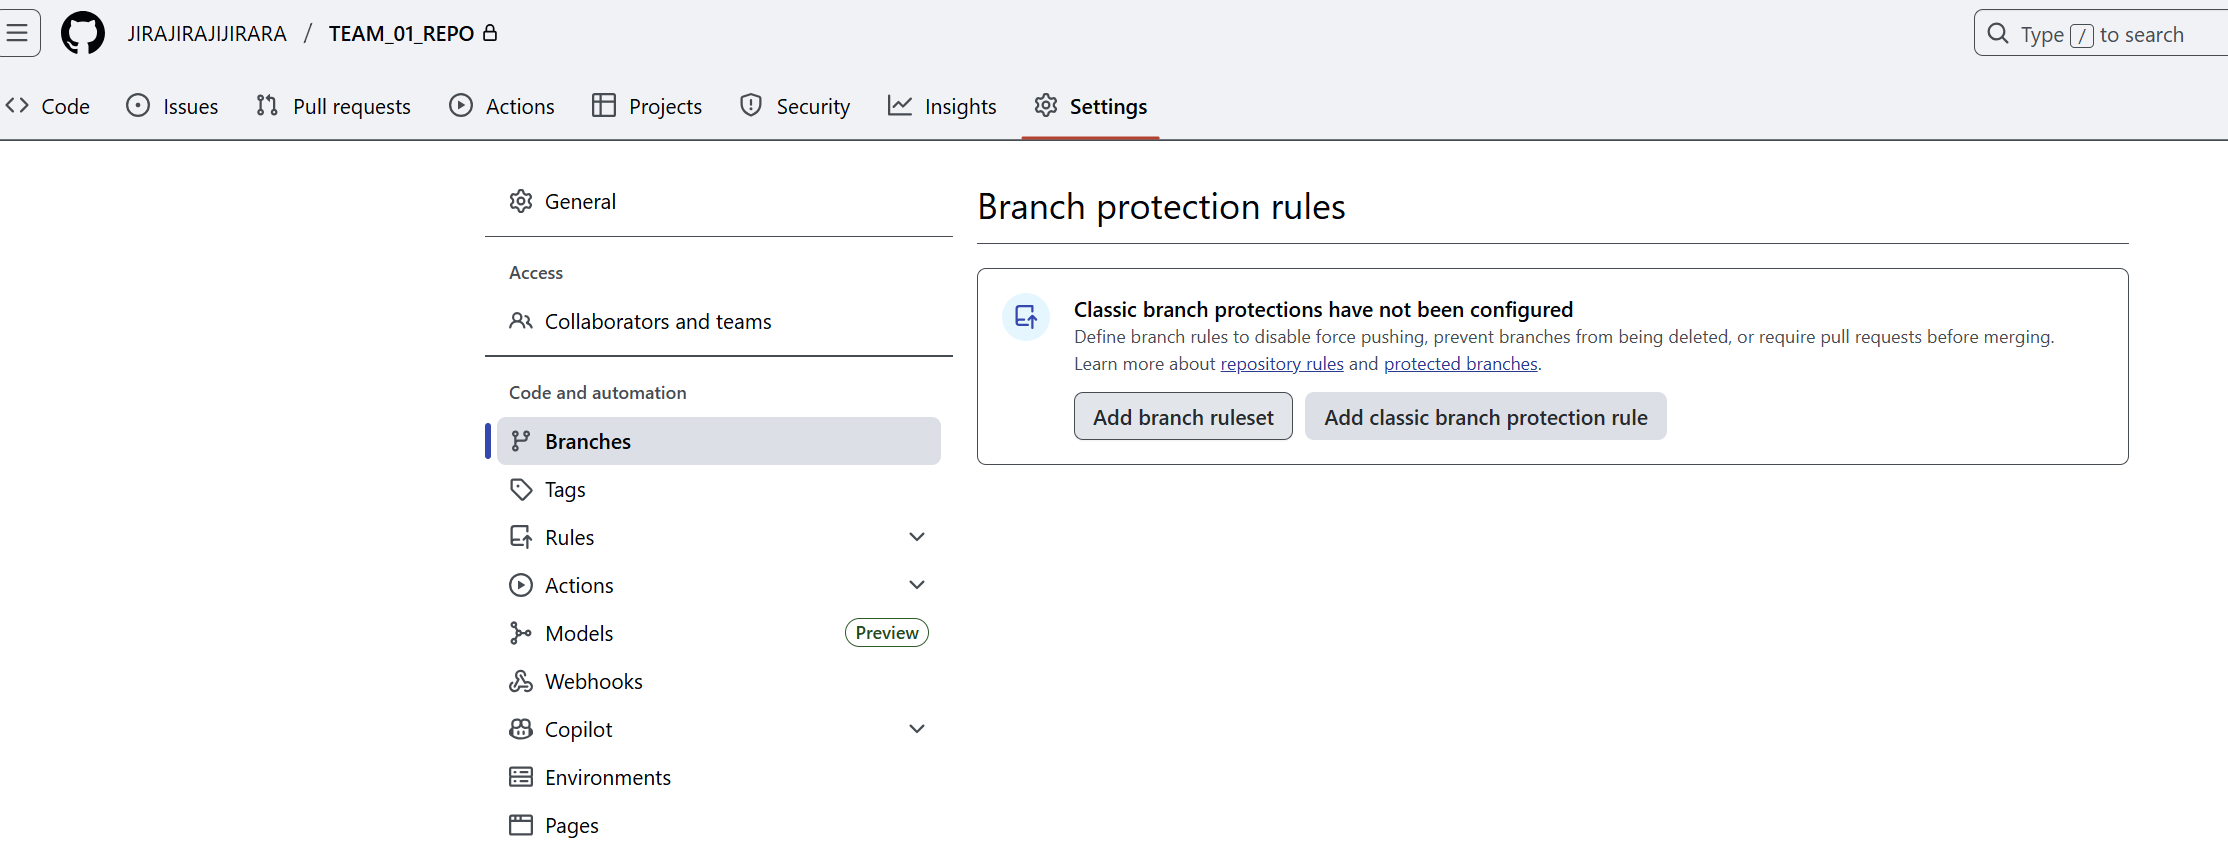 JIRAJIRAJIJIRARA / TEAM_01_REPO
Type / to search
Code Issues Pull requests Actions Projects Security Insights Settings
General
Access
Collaborators and teams
Code and automation
Branches
Tags
Rules
Actions
Models Preview
Webhooks
Copilot
Environments
Pages
Branch protection rules
Classic branch protections have not been configured
Define branch rules to disable force pushing, prevent branches from being deleted, or require pull requests before merging.
Learn more about repository rules and protected branches.
Add branch ruleset Add classic branch protection rule